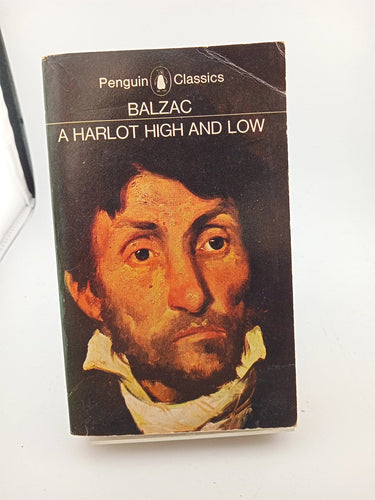 Penguin Classics
BALZAC
A HARLOT HIGH AND LOW